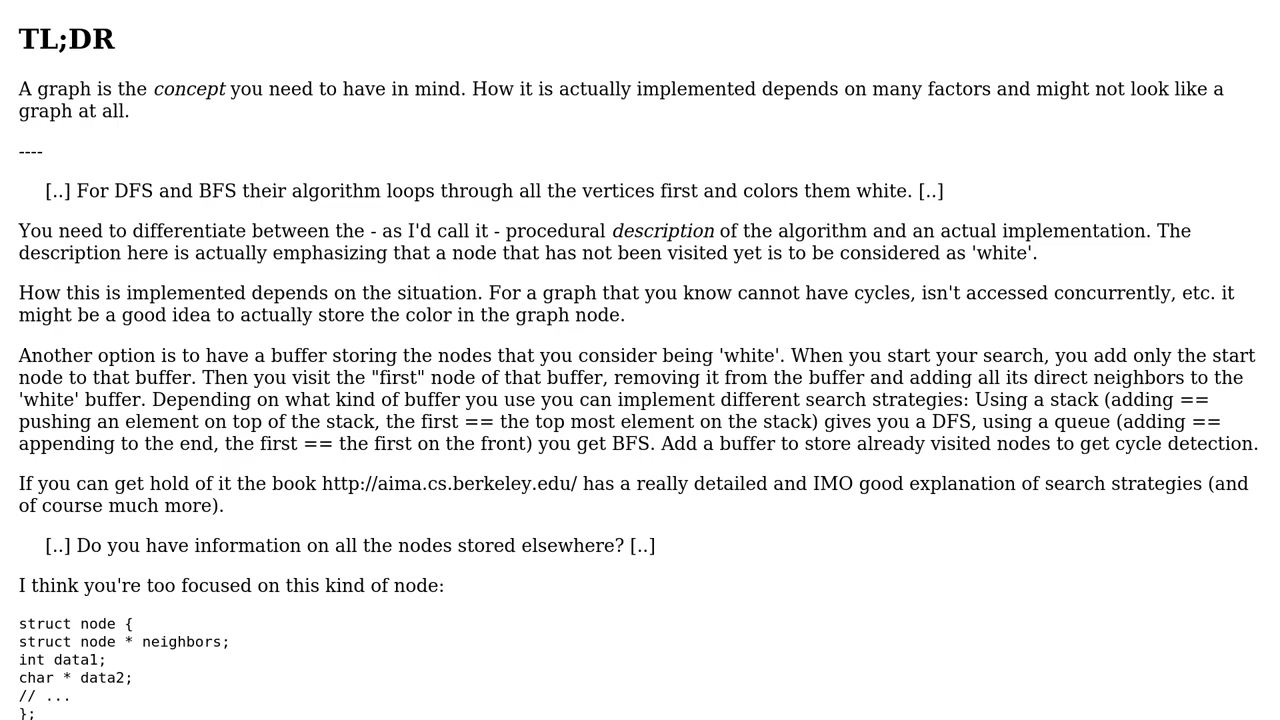 TL;DR
A graph is the concept you need to have in mind. How it is actually implemented depends on many factors and might not look like a
graph at all.
----
[..] For DFS and BFS their algorithm loops through all the vertices first and colors them white. [..]
You need to differentiate between the - as I'd call it - procedural description of the algorithm and an actual implementation. The
description here is actually emphasizing that a node that has not been visited yet is to be considered as 'white'.
How this is implemented depends on the situation. For a graph that you know cannot have cycles, isn't accessed concurrently, etc. it
might be a good idea to actually store the color in the graph node.
Another option is to have a buffer storing the nodes that you consider being 'white'. When you start your search, you add only the start
node to that buffer. Then you visit the "first" node of that buffer, removing it from the buffer and adding all its direct neighbors to the
'white' buffer. Depending on what kind of buffer you use you can implement different search strategies: Using a stack (adding ==
pushing an element on top of the stack, the first == the top most element on the stack) gives you a DFS, using a queue (adding ==
appending to the end, the first == the first on the front) you get BFS. Add a buffer to store already visited nodes to get cycle detection.
If you can get hold of it the book http://aima.cs.berkeley.edu/ has a really detailed and IMO good explanation of search strategies (and
of course much more).
[..] Do you have information on all the nodes stored elsewhere? [..]
I think you're too focused on this kind of node:
struct node {
struct node * neighbors;
int data1;
char * data2;
// ...
};